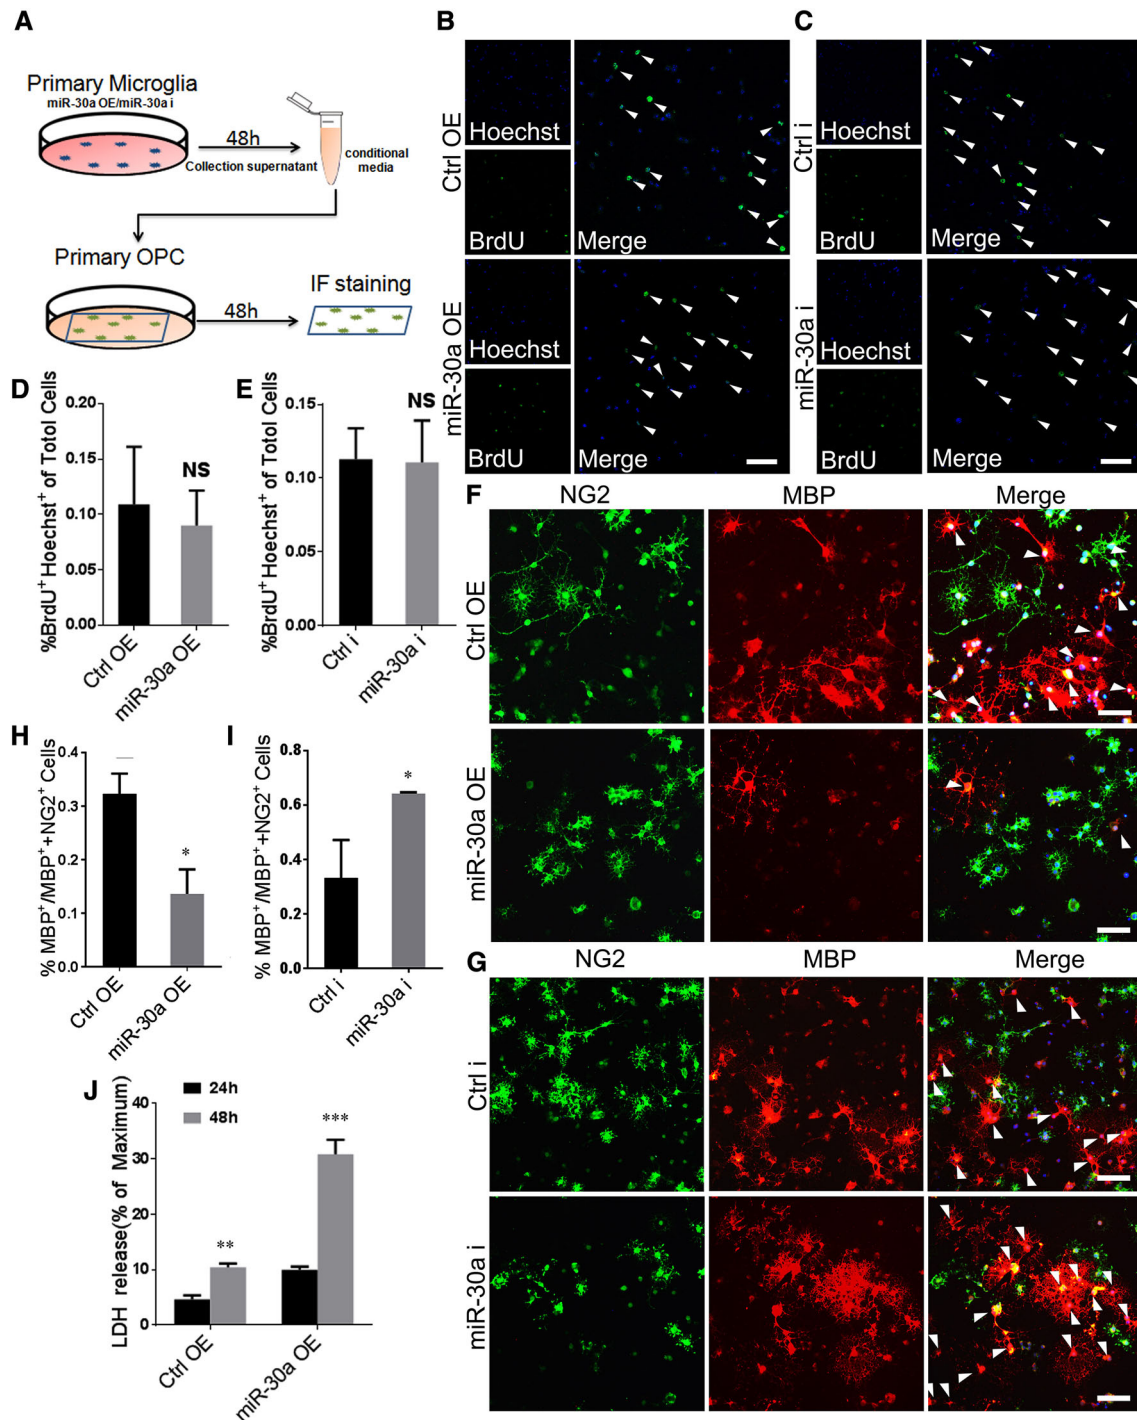 A
Primary Microglia
miR-30a OE/miR-30a i
48h
Collection supernatant
conditional
media
Primary OPC
48h
IF staining
B
Ctrl OE
Hoechst
BrdU
Merge
miR-30a OE
Hoechst
BrdU
Merge
C
Ctrl i
Hoechst
BrdU
Merge
miR-30a i
Hoechst
BrdU
Merge
D
%BrdU⁺Hoechst⁺ of Totol Cells
0.20
0.15
0.10
0.05
0.00
NS
Ctrl OE
miR-30a OE
E
%BrdU⁺Hoechst⁺ of Totol Cells
0.15
0.10
0.05
0.00
NS
Ctrl i
miR-30a i
F
NG2
MBP
Merge
Ctrl OE
miR-30a OE
G
NG2
MBP
Merge
Ctrl i
miR-30a i
H
% MBP⁺/MBP⁺+NG2⁺ Cells
0.4
0.3
0.2
0.1
0.0
*
Ctrl OE
miR-30a OE
I
% MBP⁺/MBP⁺+NG2⁺ Cells
0.8
0.6
0.4
0.2
0.0
*
Ctrl i
miR-30a i
J
24h
48h
LDH release(% of Maximum)
40
30
20
10
0
**
***
Ctrl OE
miR-30a OE